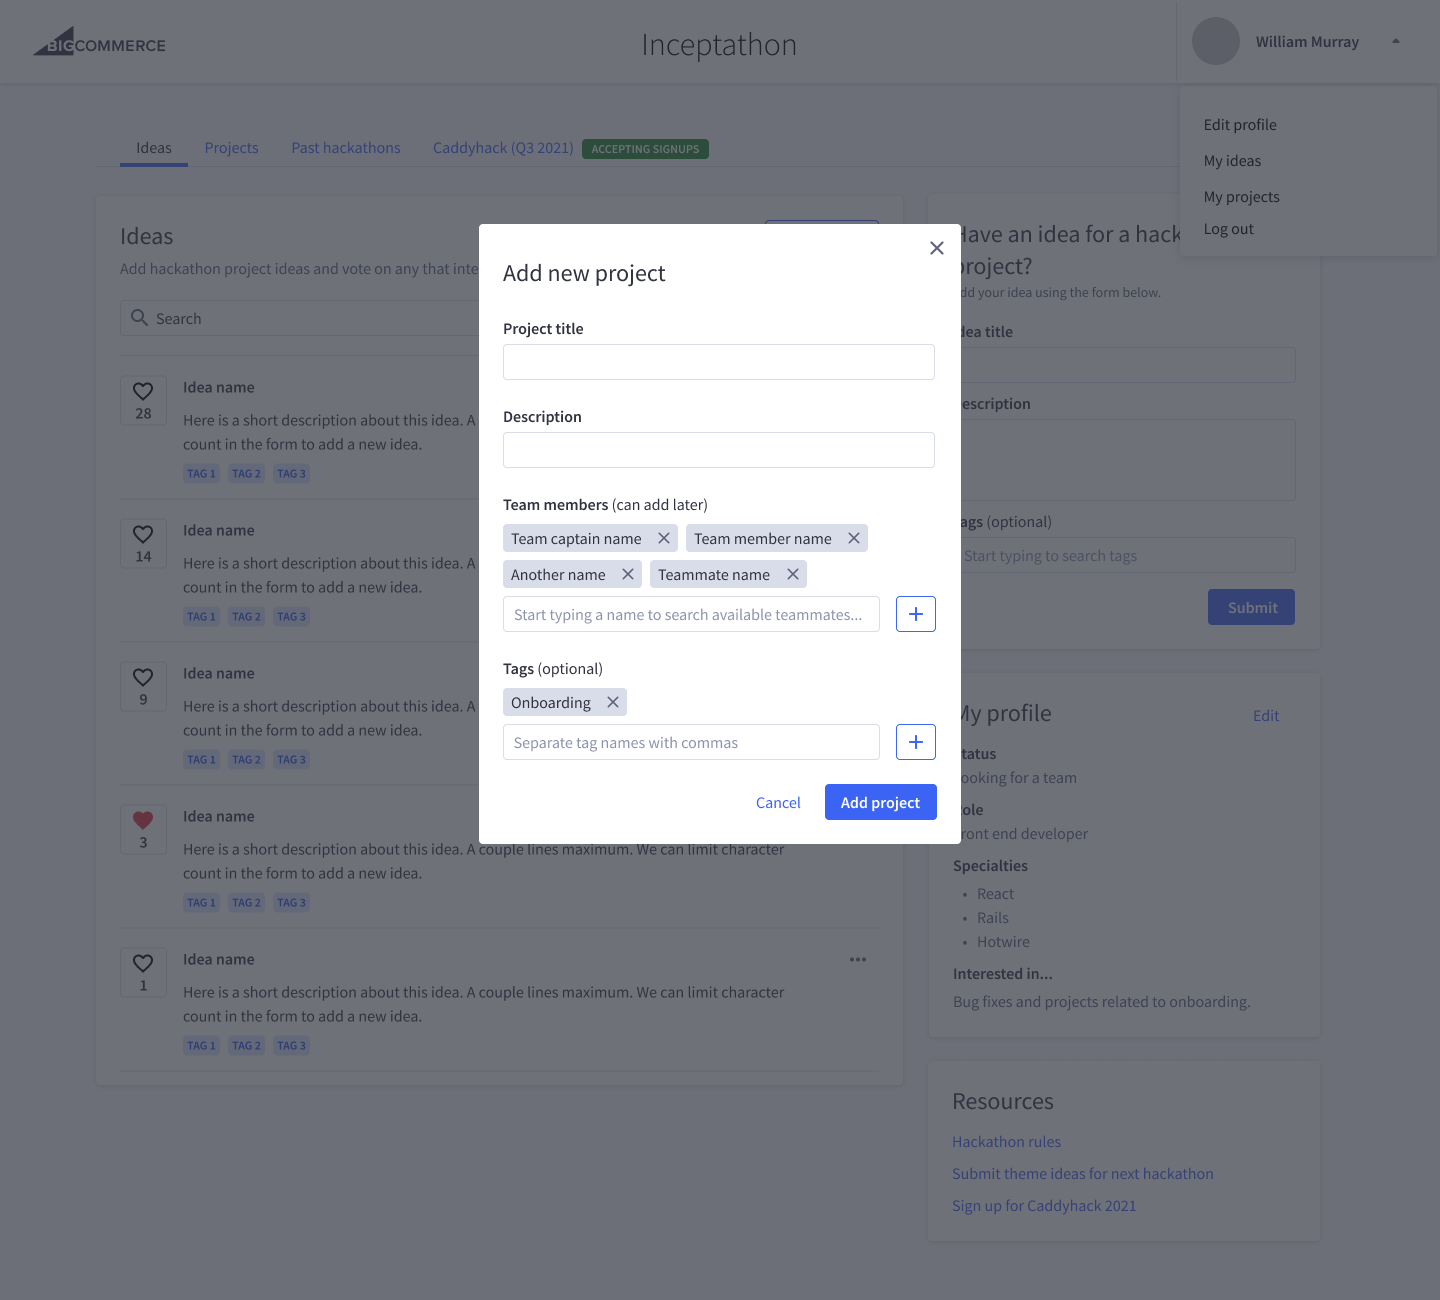 BIGCOMMERCE
Inceptathon
William Murray
Edit profile
My ideas
My projects
Log out
Ideas
Projects
Past hackathons
Caddyhack (Q3 2021)
ACCEPTING SIGNUPS
Ideas
Add hackathon project ideas and vote on any that inte
Search
28
Idea name
Here is a short description about this idea. A
count in the form to add a new idea.
TAG 1 TAG 2 TAG 3
14
Idea name
Here is a short description about this idea. A
count in the form to add a new idea.
TAG 1 TAG 2 TAG 3
9
Idea name
Here is a short description about this idea. A
count in the form to add a new idea.
TAG 1 TAG 2 TAG 3
3
Idea name
Here is a short description about this idea. A couple lines maximum. We can limit character
count in the form to add a new idea.
TAG 1 TAG 2 TAG 3
1
Idea name
Here is a short description about this idea. A couple lines maximum. We can limit character
count in the form to add a new idea.
TAG 1 TAG 2 TAG 3
Add new project
Project title
Description
Team members (can add later)
Team captain name
Team member name
Another name
Teammate name
Start typing a name to search available teammates...
Tags (optional)
Onboarding
Separate tag names with commas
Cancel
Add project
Have an idea for a hack
project?
dd your idea using the form below.
dea title
escription
ags (optional)
Start typing to search tags
Submit
My profile
Edit
tatus
ooking for a team
ole
ront end developer
Specialties
• React
• Rails
• Hotwire
Interested in...
Bug fixes and projects related to onboarding.
Resources
Hackathon rules
Submit theme ideas for next hackathon
Sign up for Caddyhack 2021